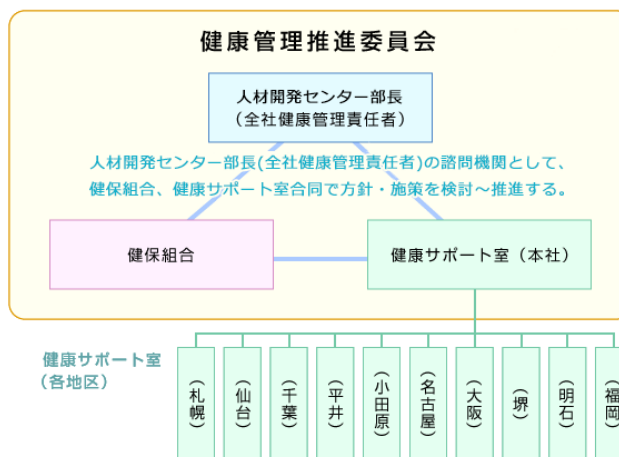 健康管理推進委員会
人材開発センター部長
（全社健康管理責任者）
人材開発センター部長(全社健康管理責任者)の諮問機関として、
健保組合、健康サポート室合同で方針・施策を検討～推進する。
健保組合
健康サポート室（本社）
健康サポート室
（各地区）
（札幌）
（仙台）
（千葉）
（平井）
（小田原）
（名古屋）
（大阪）
（堺）
（明石）
（福岡）